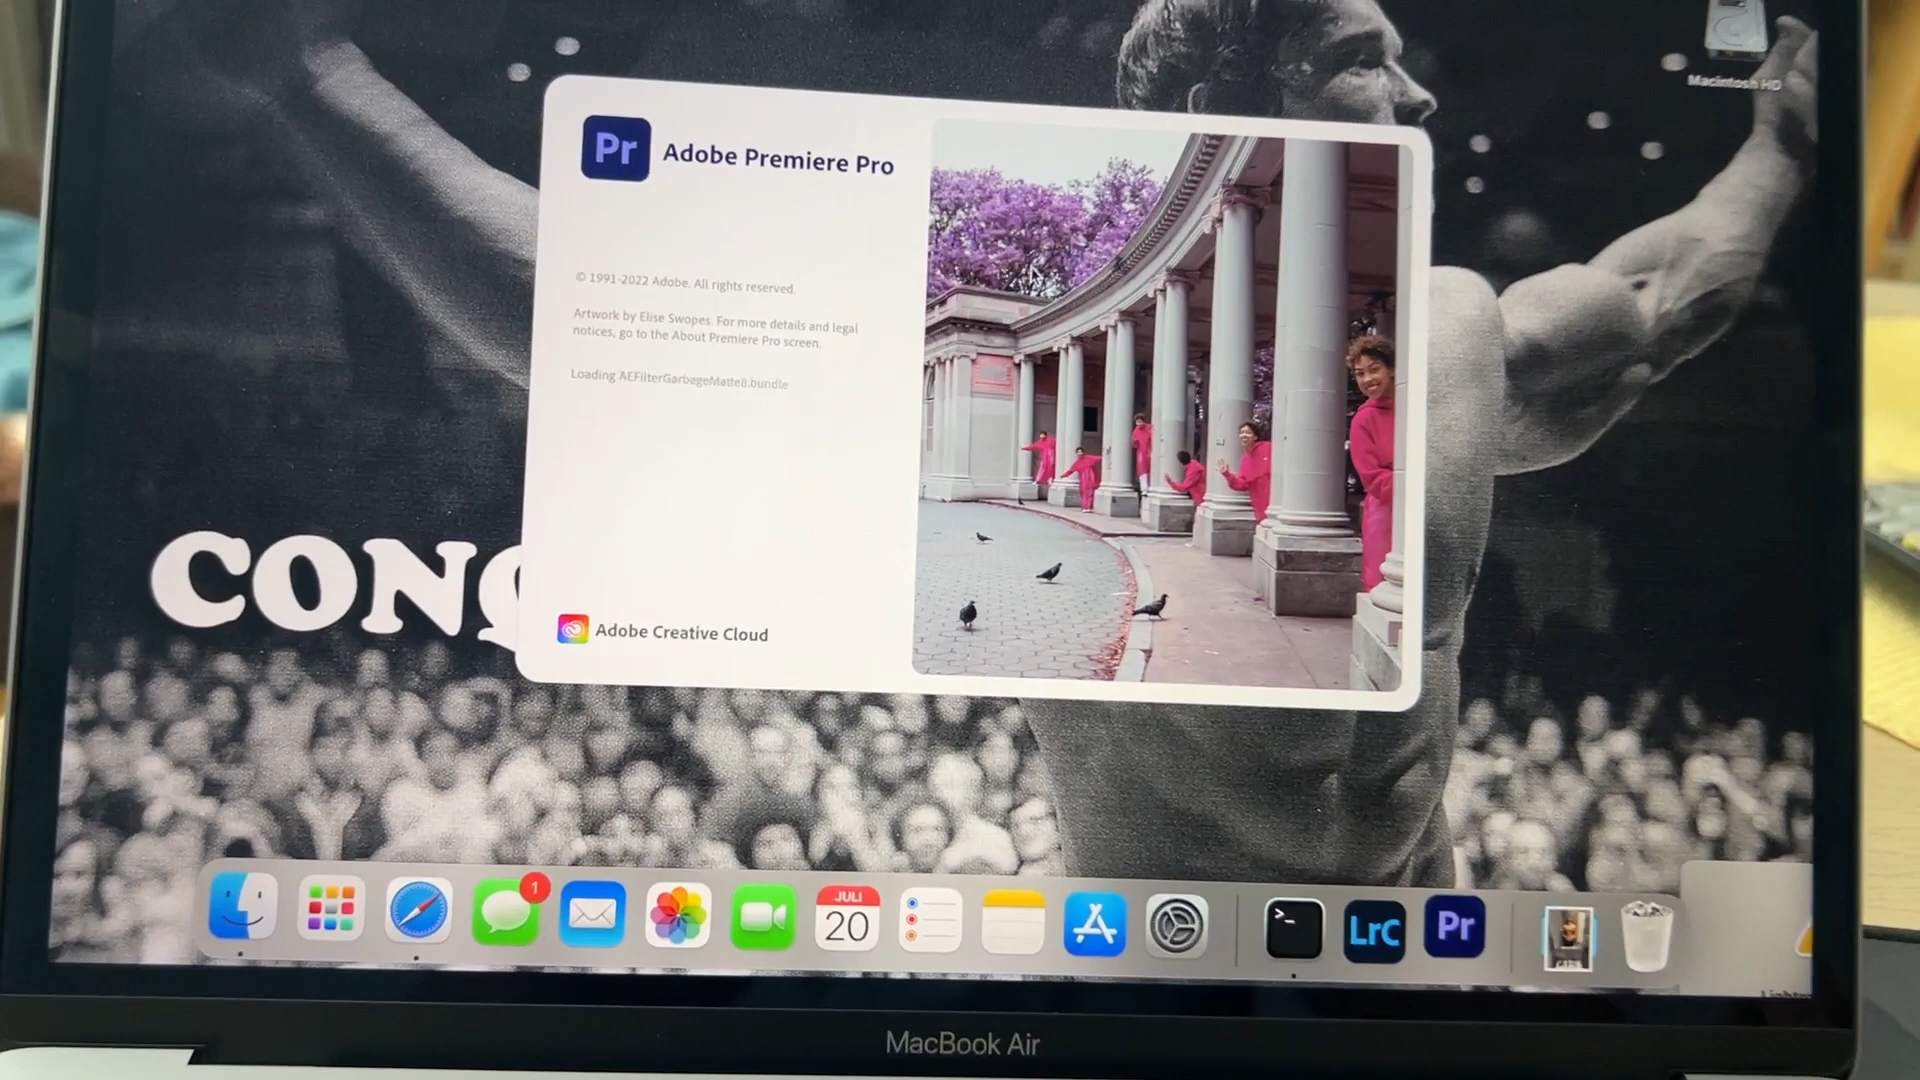 Macintosh HD
Pr Adobe Premiere Pro
© 1991-2022 Adobe. All rights reserved.
Artwork by Elise Swopes. For more details and legal
notices, go to the About Premiere Pro screen.
Loading AEFilterGarbageMatte8.bundle
CONQ
Adobe Creative Cloud
1
JULI
20
>_
LrC
Pr
MacBook Air